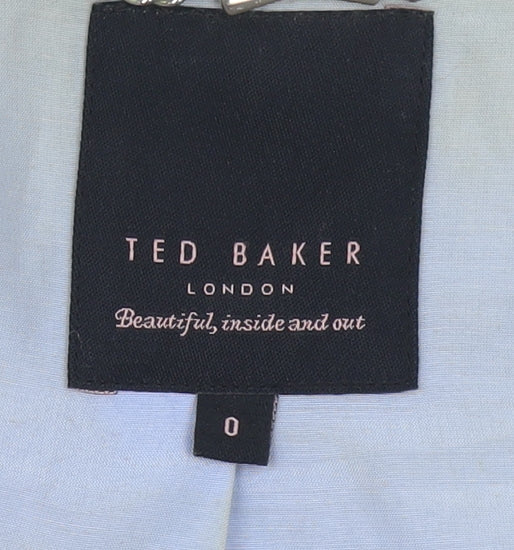 TED BAKER
LONDON
Beautiful, inside and out
0